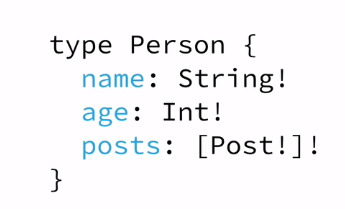 type Person {
  name: String!
  age: Int!
  posts: [Post!]!
}